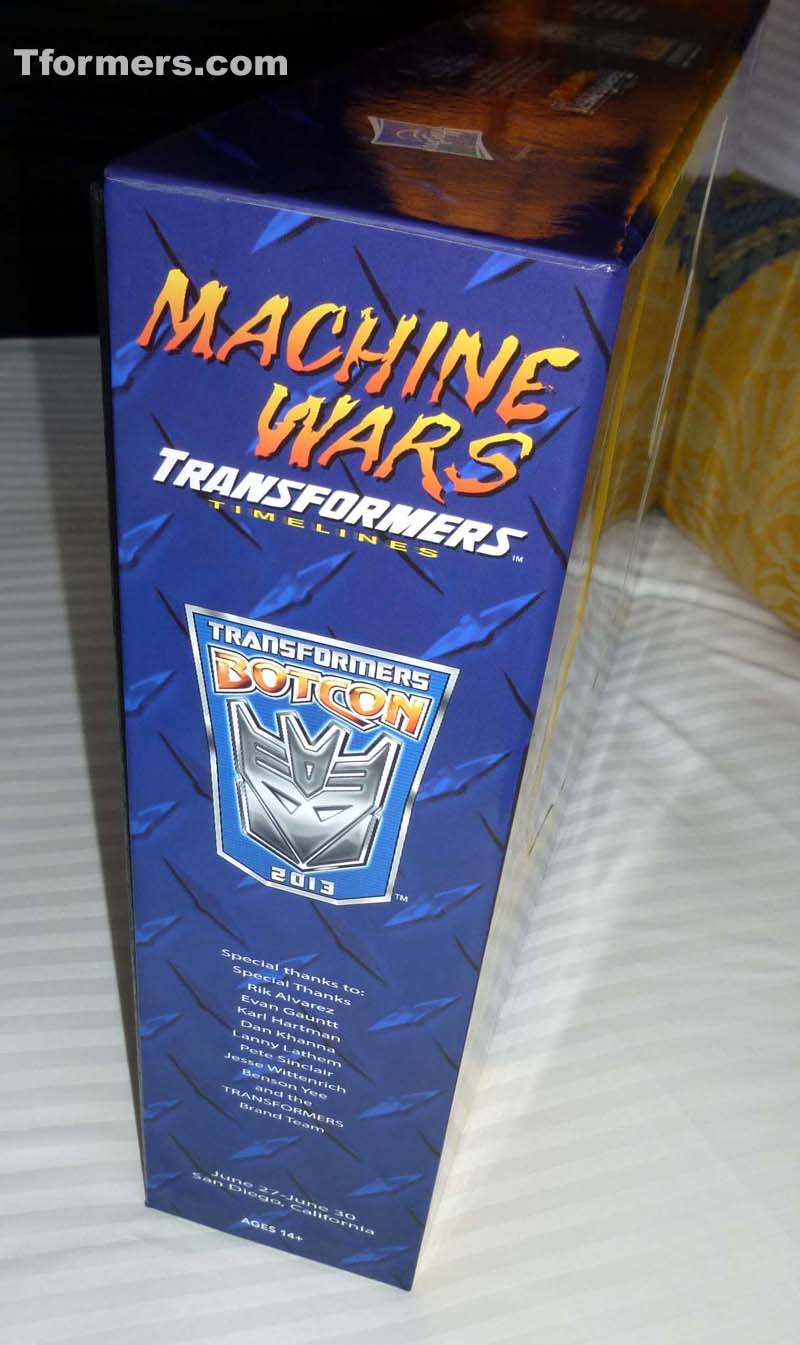 Tformers.com
MACHINE
WARS
TRANSFORMERS
TIMELINES
TM
TRANSFORMERS
BOTCON
2013
TM
Special thanks to:
Special Thanks
Rik Alvarez
Evan Gauntt
Karl Hartman
Dan Khanna
Lanny Lathem
Pete Sinclair
Jesse Wittenrich
Benson Yee
and the
TRANSFORMERS
Brand Team
June 27-June 30
San Diego, California
AGES 14+